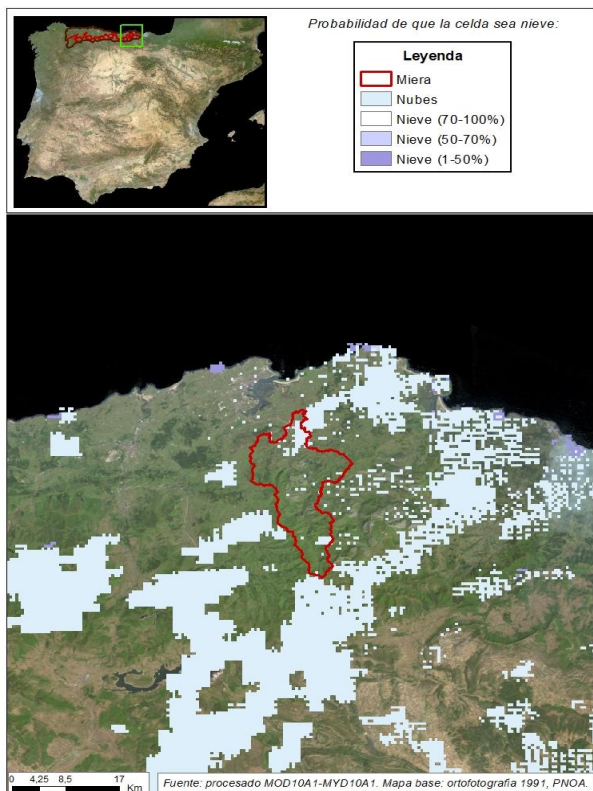 Probabilidad de que la celda sea nieve:
Leyenda
Miera
Nubes
Nieve (70-100%)
Nieve (50-70%)
Nieve (1-50%)
0 4,25 8,5 17
Km
Fuente: procesado MOD10A1-MYD10A1. Mapa base: ortofotografía 1991, PNOA.